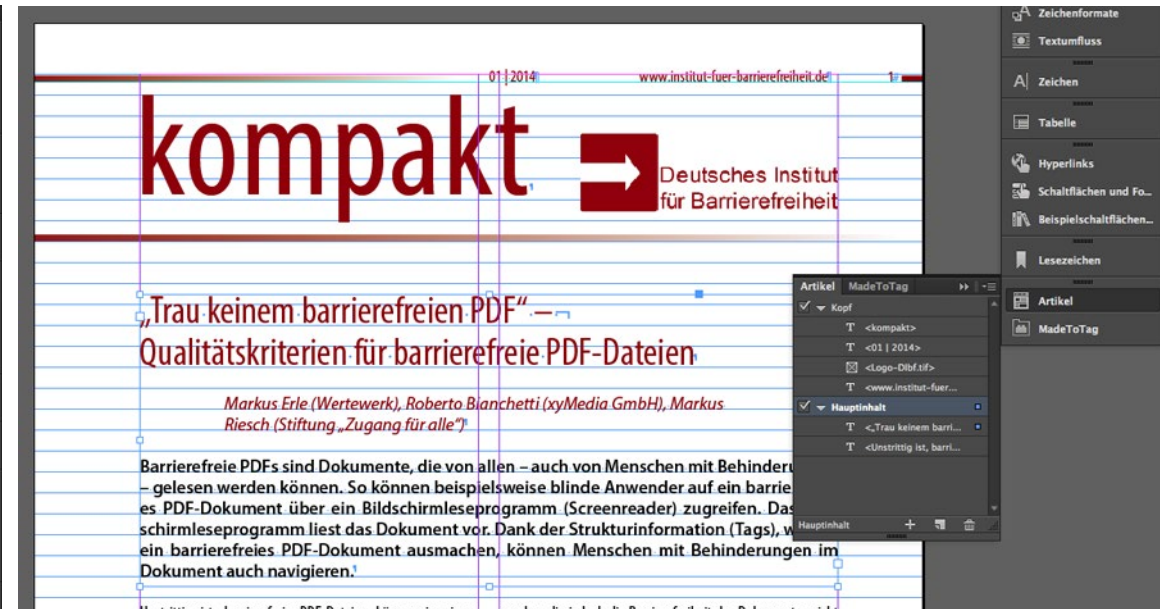 01 | 2014
www.institut-fuer-barrierefreiheit.de
1
kompakt
Deutsches Institut
für Barrierefreiheit
„Trau keinem barrierefreien PDF“ –
Qualitätskriterien für barrierefreie PDF-Dateien
Markus Erle (Wertewerk), Roberto Bianchetti (xyMedia GmbH), Markus
Riesch (Stiftung „Zugang für alle“)
Barrierefreie PDFs sind Dokumente, die von allen – auch von Menschen mit
– gelesen werden können. So können beispielsweise blinde Anwender auf ein
es PDF-Dokument über ein Bildschirmleseprogramm (Screenreader) zugreifen.
schirmleseprogramm liest das Dokument vor. Dank der Strukturinformation (Tags),
ein barrierefreies PDF-Dokument ausmachen, können Menschen mit Behinderungen im
Dokument auch navigieren.
Artikel MadeToTag
Kopf
<kompakt>
<01 | 2014>
<Logo-DIbf.tif>
<www.institut-fuer...
Hauptinhalt
<„Trau keinem barri...
<Unstrittig ist, barri...
Hauptinhalt
Zeichenformate
Textumfluss
Zeichen
Tabelle
Hyperlinks
Schaltflächen und Fo...
Beispielschaltflächen...
Lesezeichen
Artikel
MadeToTag